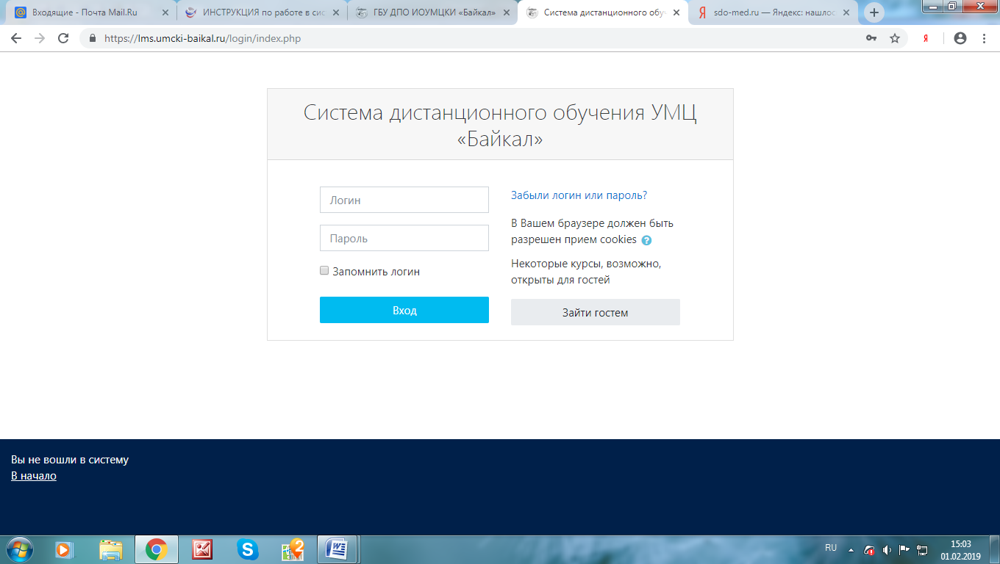 Входящие - Почта Mail.Ru
ИНСТРУКЦИЯ по работе в сис
ГБУ ДПО ИОУМЦКИ «Байкал»
Система дистанционного обу
sdo-med.ru — Яндекс: нашлос
https://lms.umcki-baikal.ru/login/index.php
Система дистанционного обучения УМЦ
«Байкал»
Логин
Забыли логин или пароль?
Пароль
В Вашем браузере должен быть
разрешен прием cookies
Запомнить логин
Некоторые курсы, возможно,
открыты для гостей
Вход
Зайти гостем
Вы не вошли в систему
В начало
RU
15:03
01.02.2019